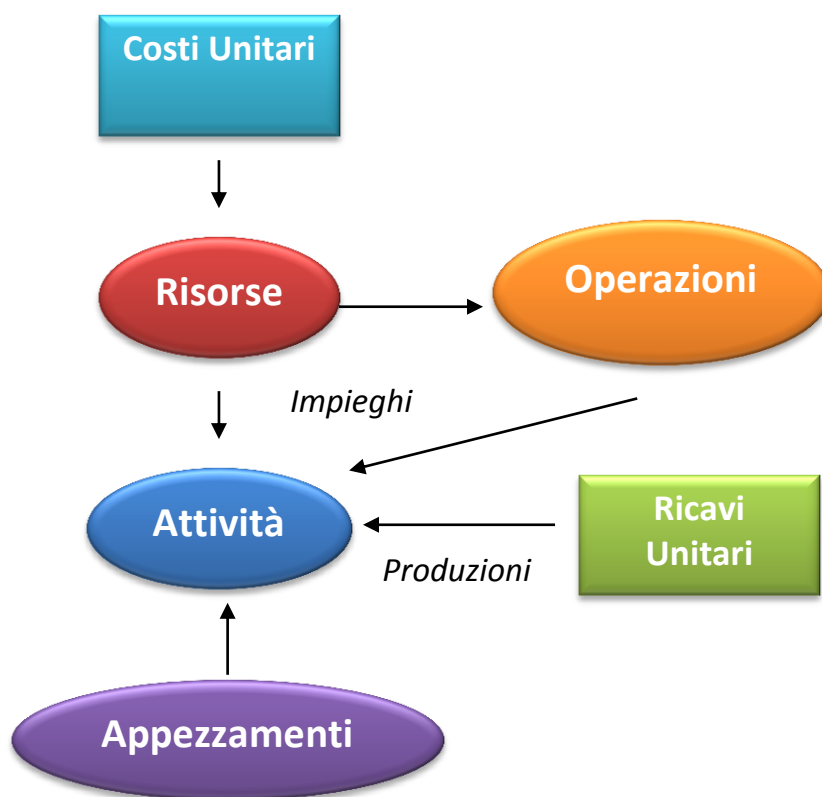 Costi Unitari
Risorse
Operazioni
Impieghi
Attività
Ricavi
Unitari
Produzioni
Appezzamenti